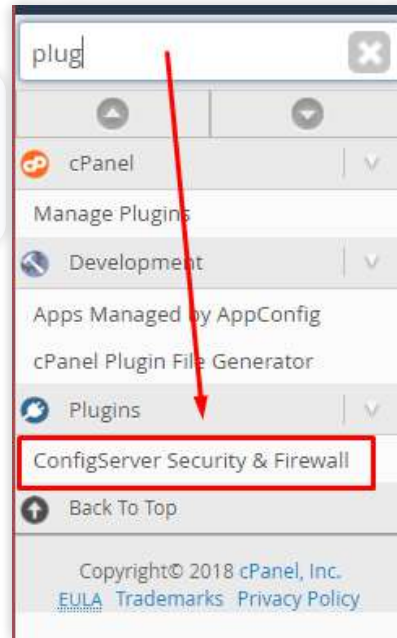 plug
cPanel
Manage Plugins
Development
Apps Managed by AppConfig
cPanel Plugin File Generator
Plugins
ConfigServer Security & Firewall
Back To Top
Copyright© 2018 cPanel, Inc.
EULA Trademarks Privacy Policy